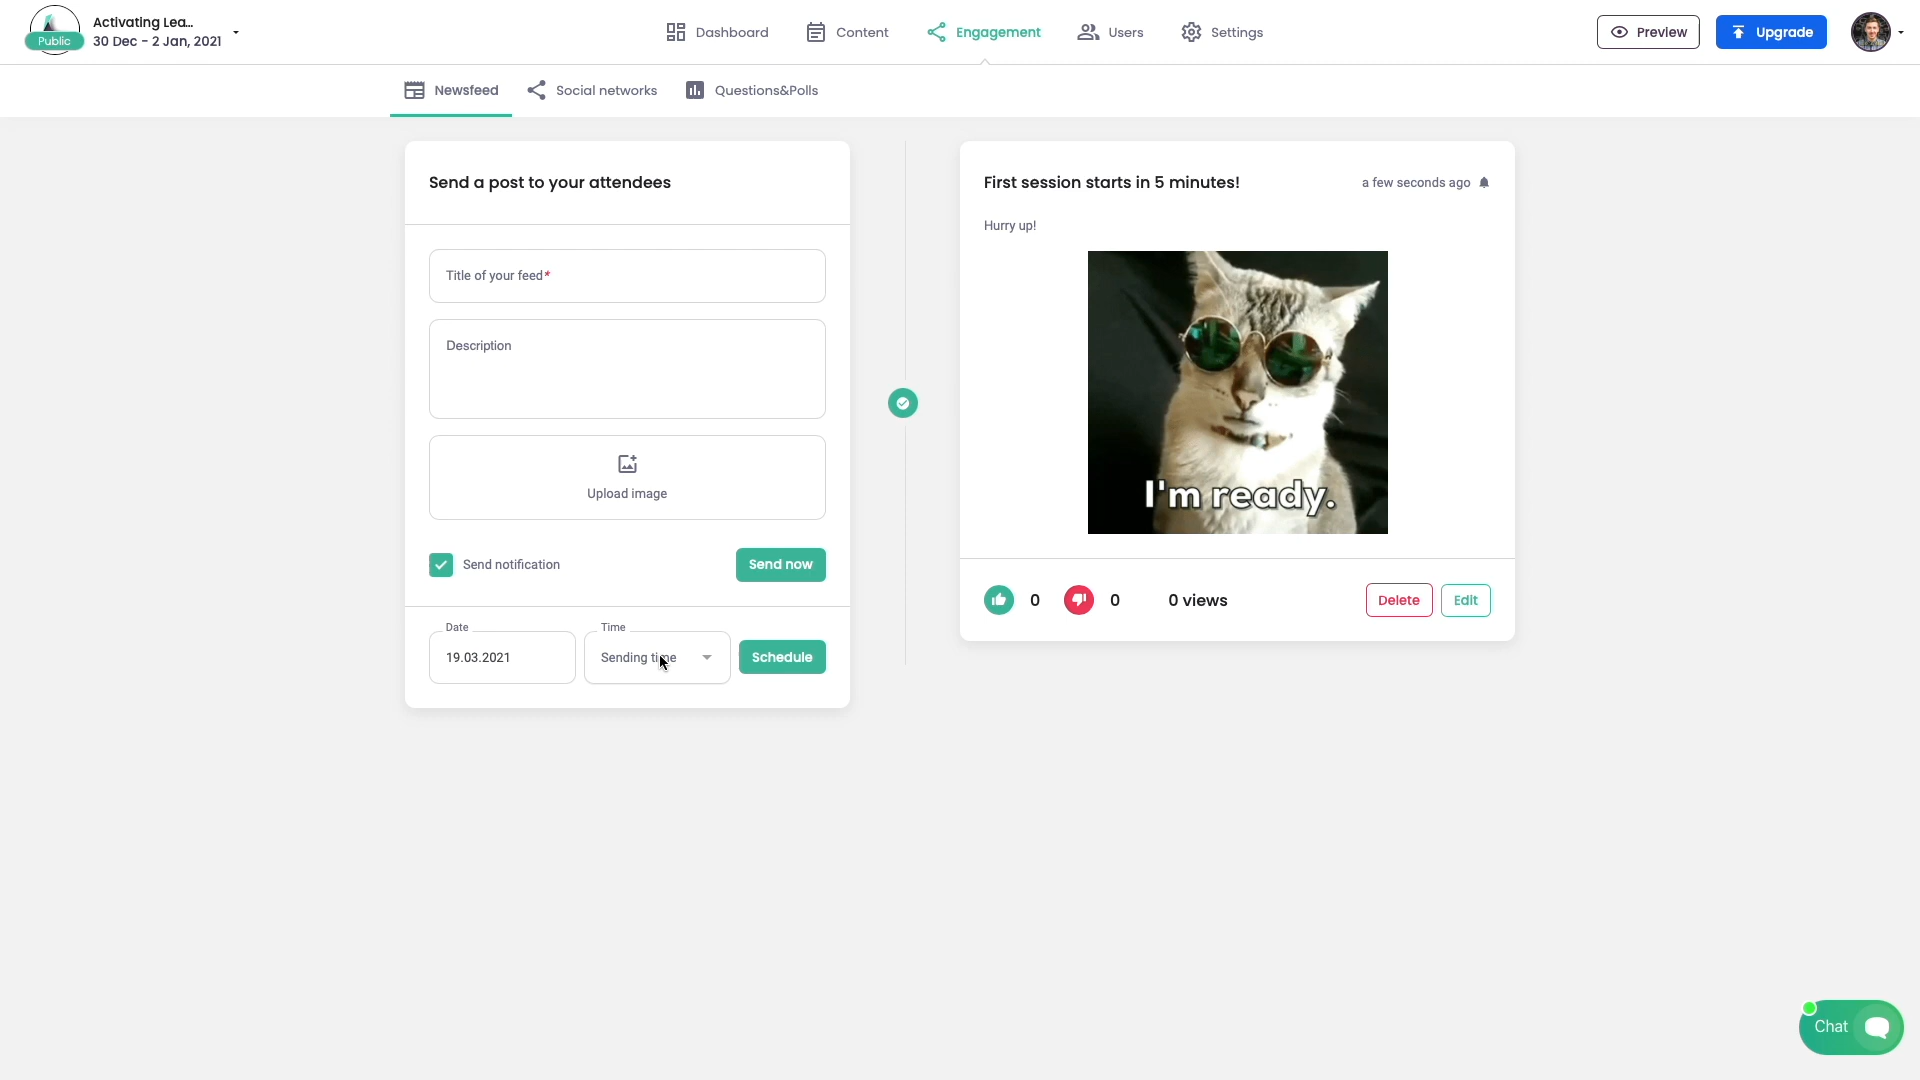 Activating Lea...
Public
30 Dec - 2 Jan, 2021
Dashboard
Content
Engagement
Users
Settings
Preview
Upgrade
Newsfeed
Social networks
Questions&Polls
Send a post to your attendees
Title of your feed*
Description
Upload image
Send notification
Send now
Date
19.03.2021
Time
Sending time
Schedule
First session starts in 5 minutes!
a few seconds ago
Hurry up!
I'm ready.
0
0
0 views
Delete
Edit
Chat